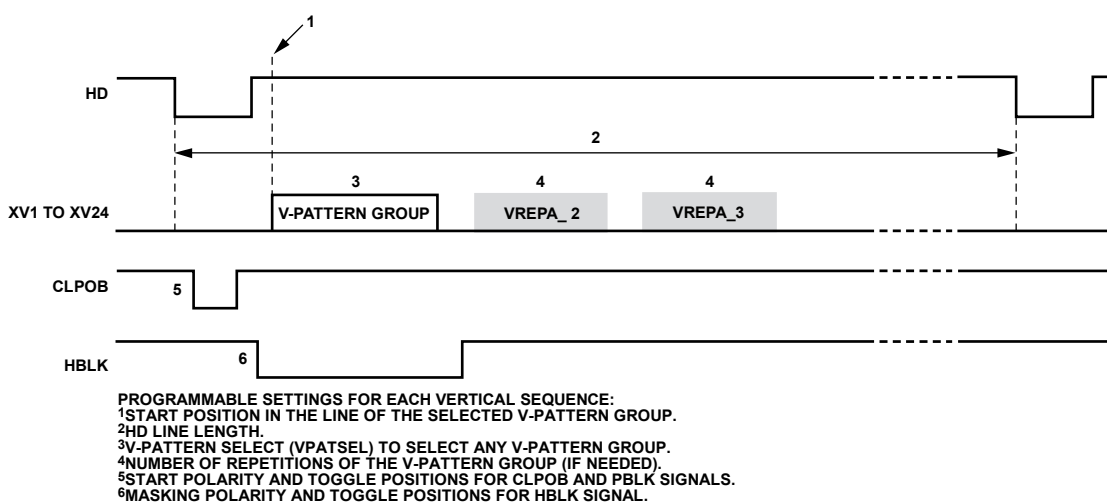 1
HD
2
3 4 4
XV1 TO XV24 V-PATTERN GROUP VREPA_ 2 VREPA_3
CLPOB 5
HBLK 6
PROGRAMMABLE SETTINGS FOR EACH VERTICAL SEQUENCE:
1START POSITION IN THE LINE OF THE SELECTED V-PATTERN GROUP.
2HD LINE LENGTH.
3V-PATTERN SELECT (VPATSEL) TO SELECT ANY V-PATTERN GROUP.
4NUMBER OF REPETITIONS OF THE V-PATTERN GROUP (IF NEEDED).
5START POLARITY AND TOGGLE POSITIONS FOR CLPOB AND PBLK SIGNALS.
6MASKING POLARITY AND TOGGLE POSITIONS FOR HBLK SIGNAL.